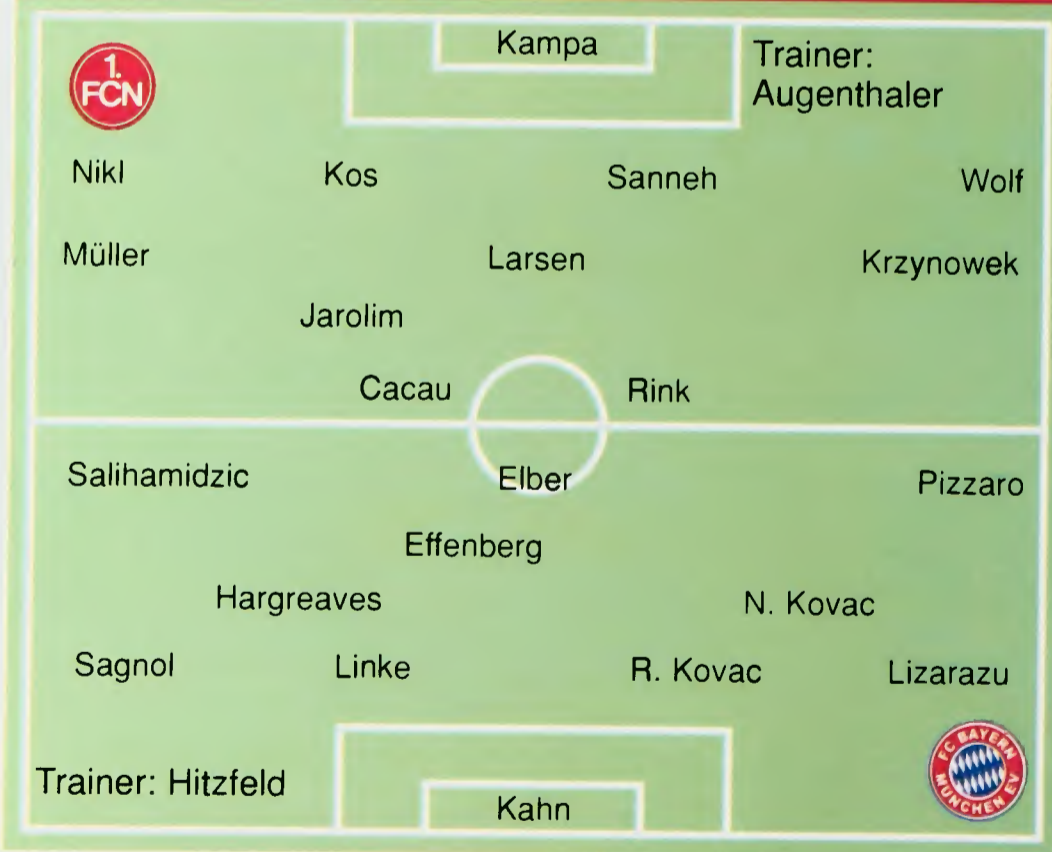 Kampa
Trainer:
Augenthaler
1.
FCN
Nikl Kos Sanneh Wolf
Müller Larsen Krzynowek
Jarolim
Cacau Rink
Salihamidzic Elber Pizzaro
Effenberg
Hargreaves N. Kovac
Sagnol Linke R. Kovac Lizarazu
Trainer: Hitzfeld
Kahn
FC BAYERN
MÜNCHEN EV